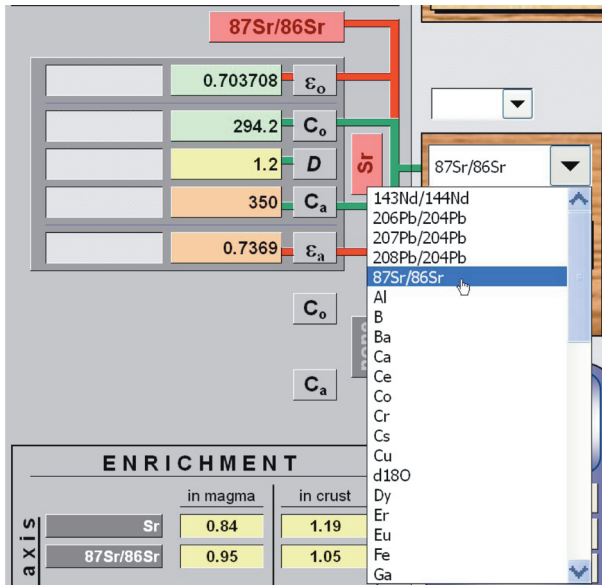 87Sr/86Sr
0.703708 εo
294.2 Co
1.2 D
350 Ca
0.7369 εa
Sr
Co
Ca
87Sr/86Sr
143Nd/144Nd
206Pb/204Pb
207Pb/204Pb
208Pb/204Pb
87Sr/86Sr
Al
B
Ba
Ca
Ce
Co
Cr
Cs
Cu
d18O
Dy
Er
Eu
Fe
Ga
ENRICHMENT
in magma in crust
axis
Sr 0.84 1.19
87Sr/86Sr 0.95 1.05